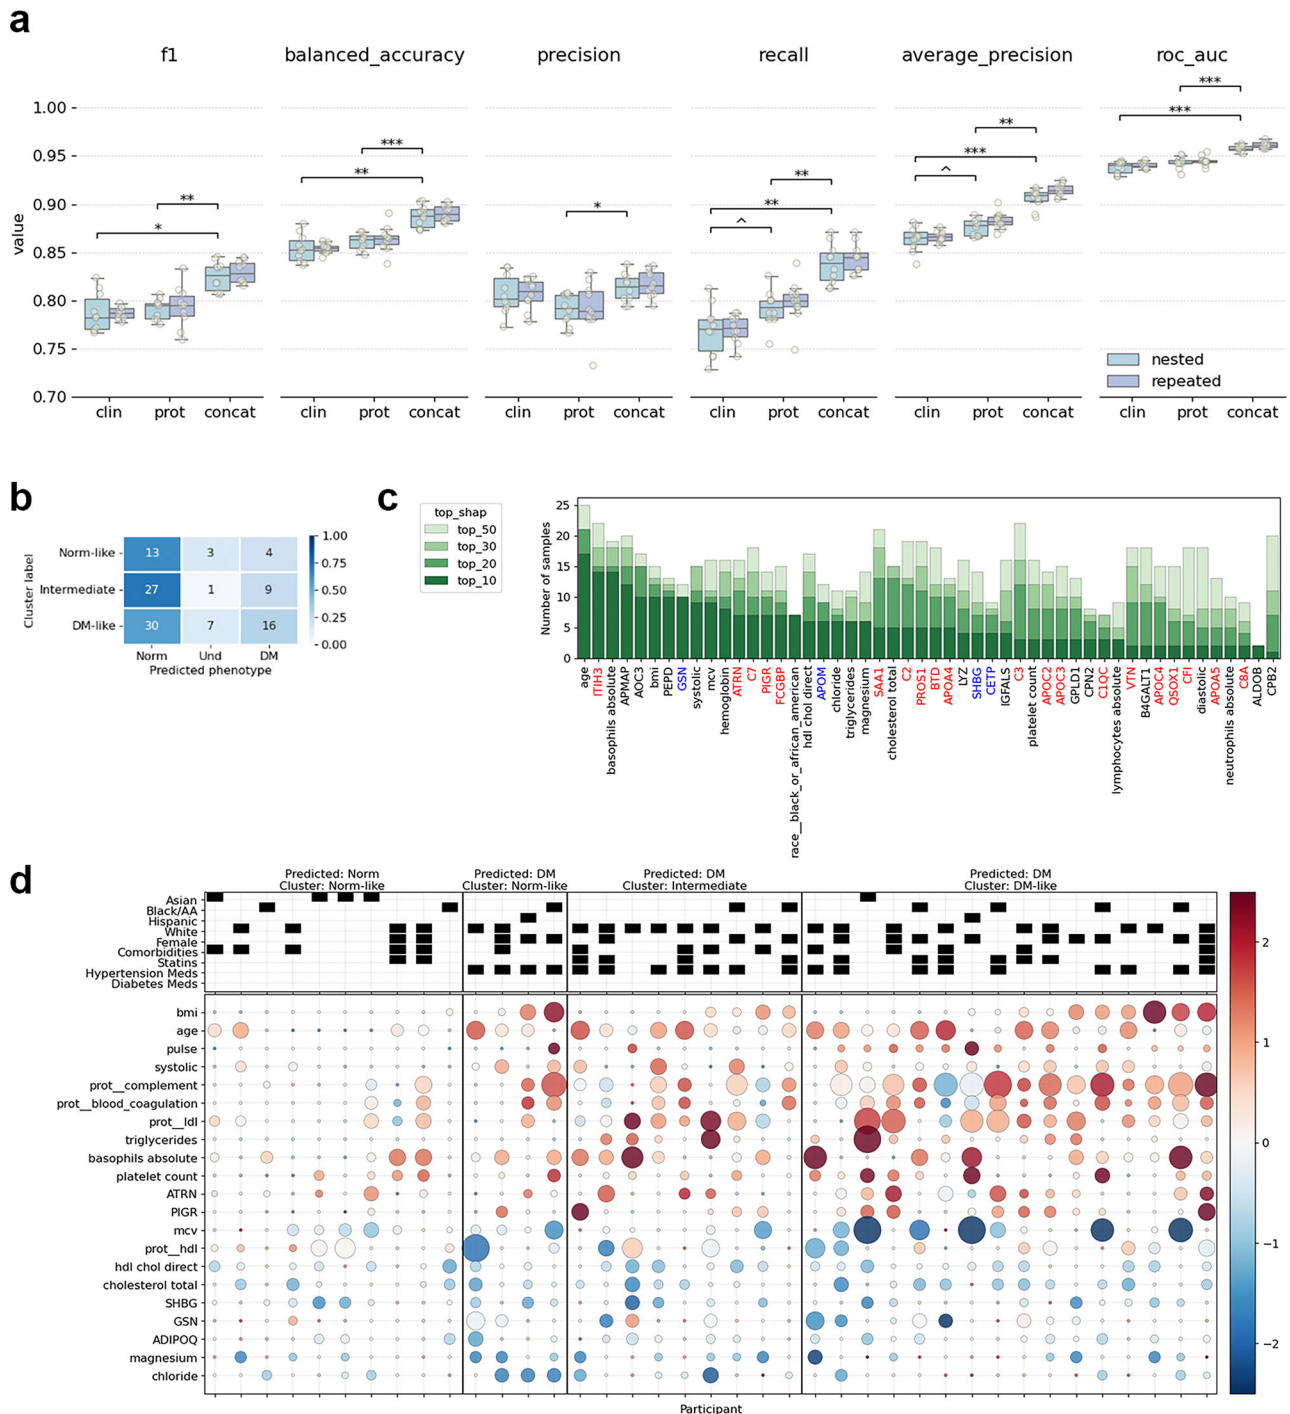 a
f1 balanced_accuracy precision recall average_precision roc_auc
*** 
***
*** ** ***
** ** ** ^
** * **
* ^
value
1.00
0.95
0.90
0.85
0.80
0.75
0.70
nested
repeated
clin prot concat clin prot concat clin prot concat clin prot concat clin prot concat clin prot concat
b
Cluster label
Norm-like 13 3 4
Intermediate 27 1 9
DM-like 30 7 16
Norm Und DM
Predicted phenotype
1.00
0.75
0.50
0.25
0.00
c
top_shap
top_50
top_30
top_20
top_10
Number of samples
25
20
15
10
5
0
age
ITIH3
basophils absolute
APMAP
AOC3
bmi
PEPD
GSN
systolic
mcv
hemoglobin
ATRN
C7
PIGR
FCGBP
race__black_or_african_american
hdl chol direct
APOM
chloride
triglycerides
magnesium
SAA1
cholesterol total
C2
PROS1
BTD
APOA4
LYZ
SHBG
CETP
IGFALS
C3
platelet count
APOC2
APOC3
GPLD1
CPN2
C1QC
lymphocytes absolute
VTN
B4GALT1
APOC4
QSOX1
CFI
diastolic
APOA5
neutrophils absolute
C8A
ALDOB
CPB2
d
Predicted: Norm
Cluster: Norm-like
Predicted: DM
Cluster: Norm-like
Predicted: DM
Cluster: Intermediate
Predicted: DM
Cluster: DM-like
Asian
Black/AA
Hispanic
White
Female
Comorbidities
Statins
Hypertension Meds
Diabetes Meds
bmi
age
pulse
systolic
prot__complement
prot__blood_coagulation
prot__ldl
triglycerides
basophils absolute
platelet count
ATRN
PIGR
mcv
prot__hdl
hdl chol direct
cholesterol total
SHBG
GSN
ADIPOQ
magnesium
chloride
Participant
2
1
0
−1
−2